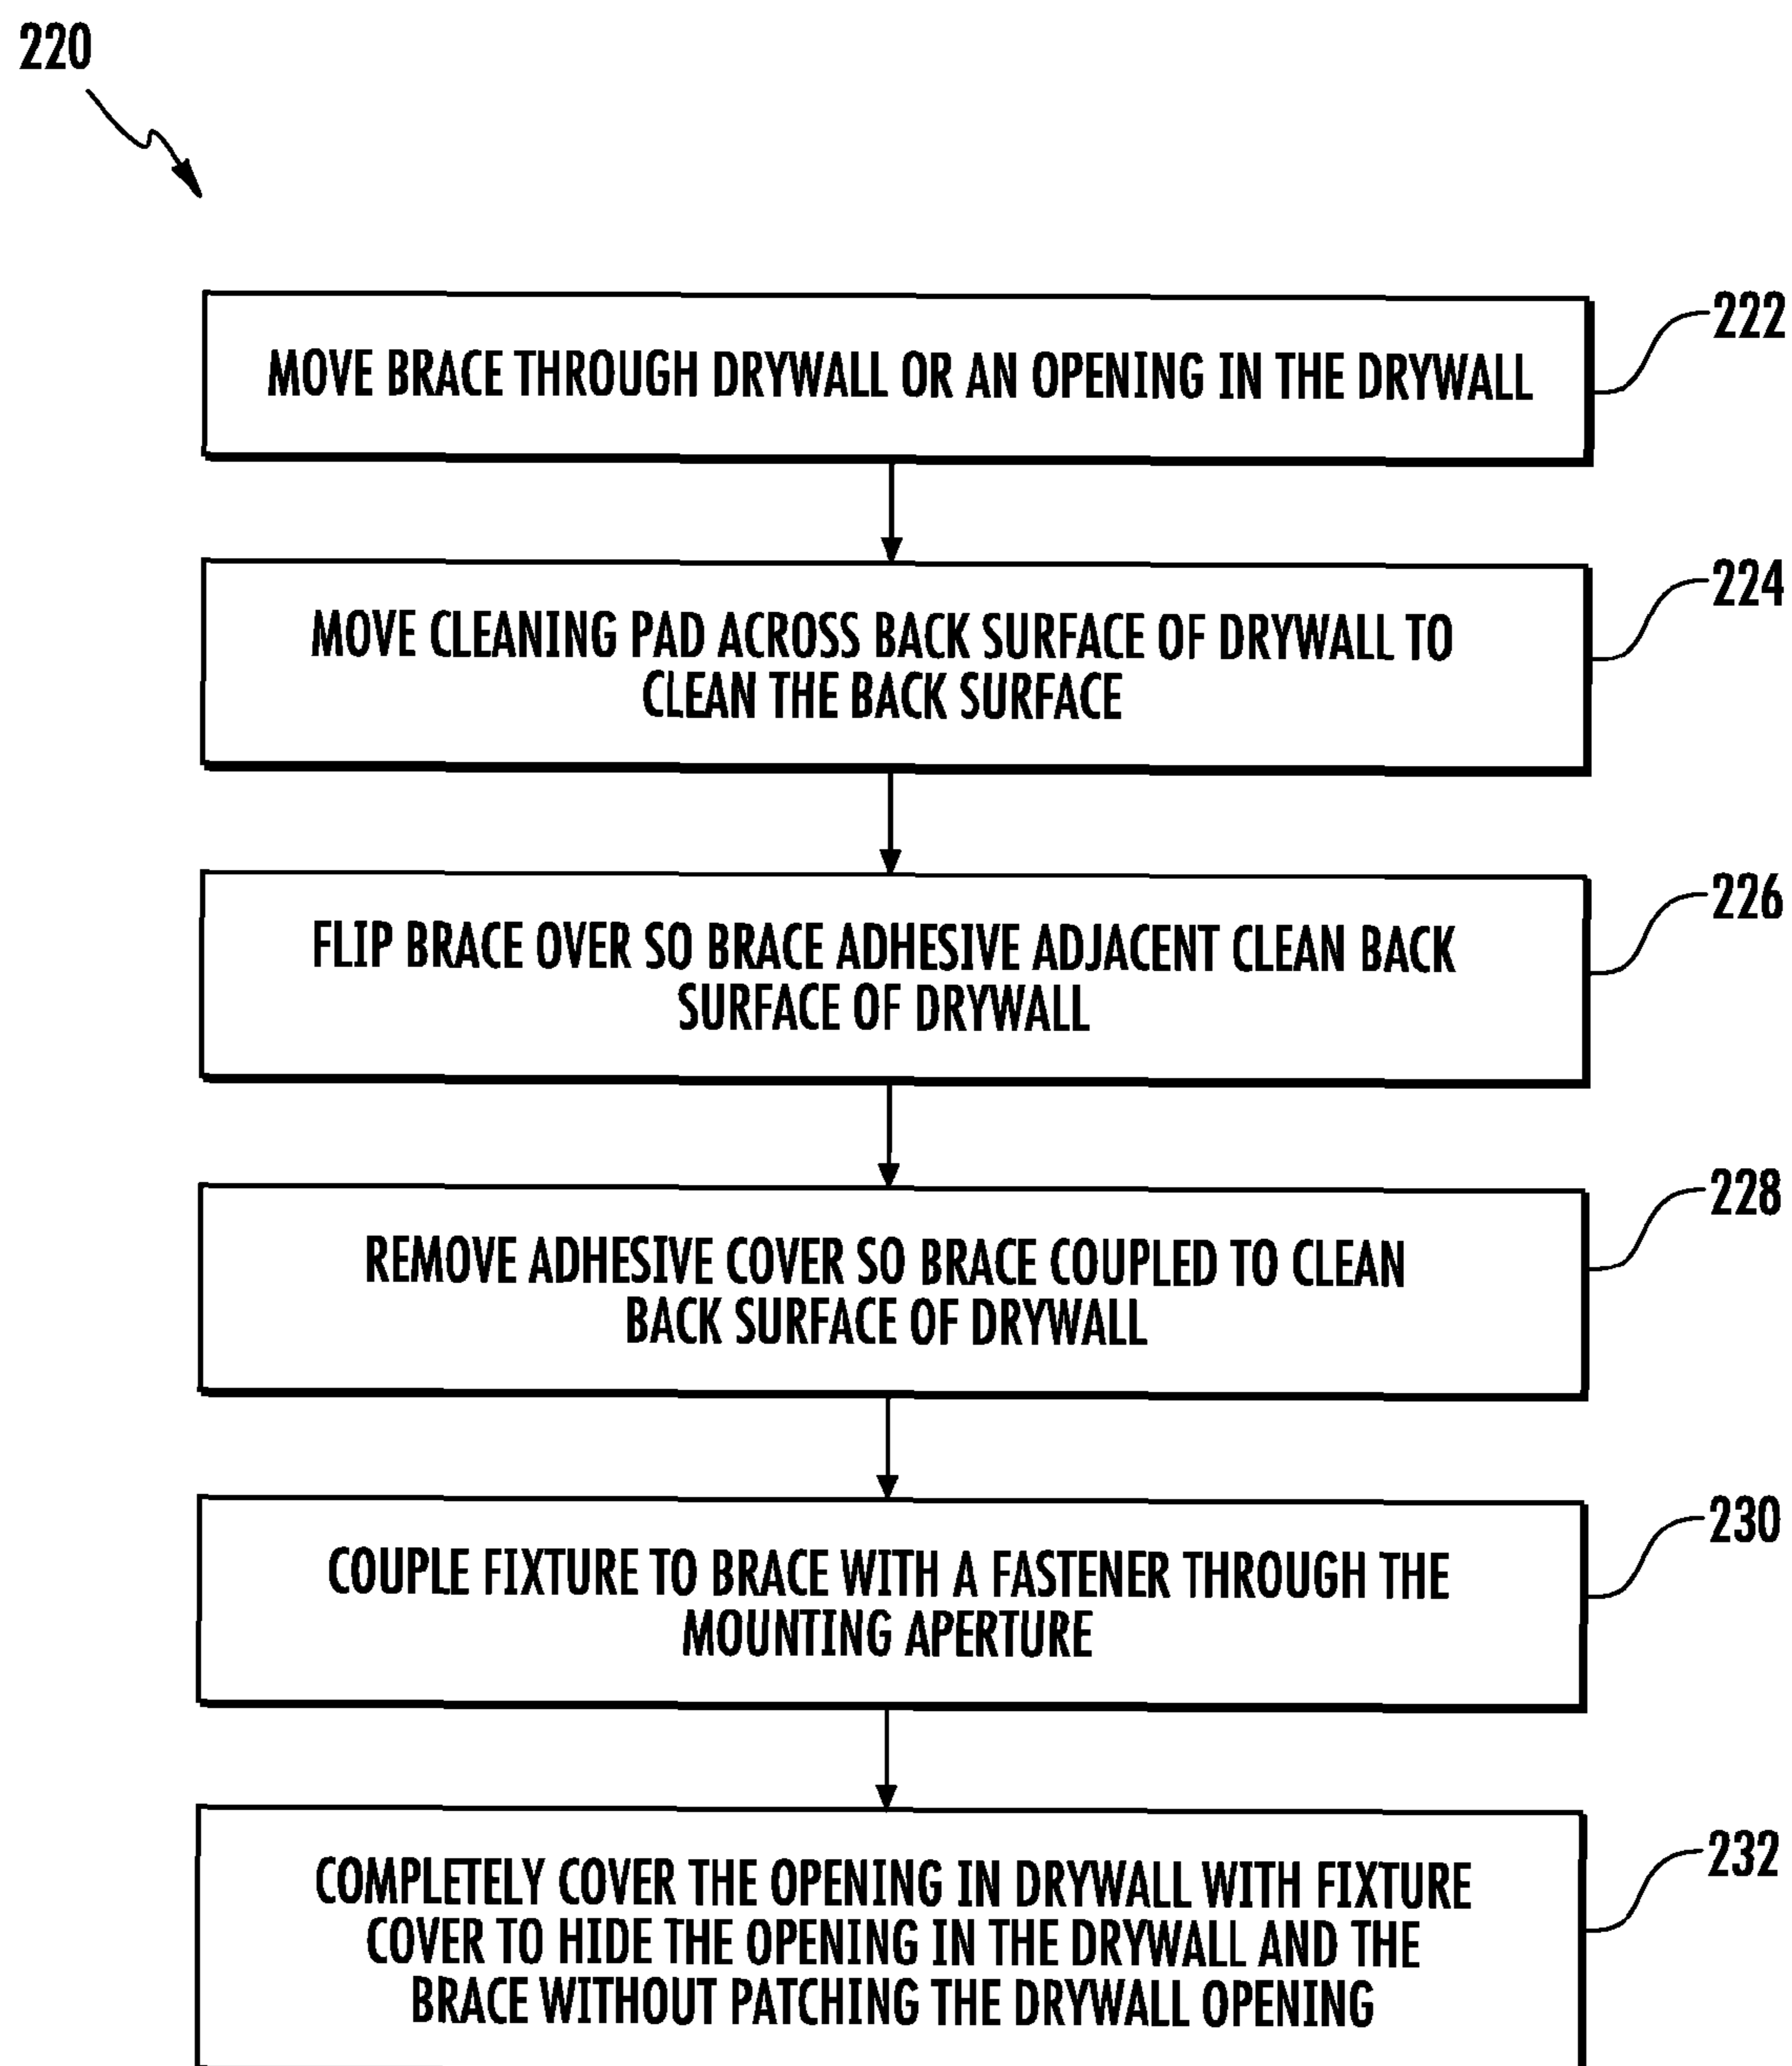 220
MOVE BRACE THROUGH DRYWALL OR AN OPENING IN THE DRYWALL
222
MOVE CLEANING PAD ACROSS BACK SURFACE OF DRYWALL TO
CLEAN THE BACK SURFACE
224
FLIP BRACE OVER SO BRACE ADHESIVE ADJACENT CLEAN BACK
SURFACE OF DRYWALL
226
REMOVE ADHESIVE COVER SO BRACE COUPLED TO CLEAN
BACK SURFACE OF DRYWALL
228
COUPLE FIXTURE TO BRACE WITH A FASTENER THROUGH THE
MOUNTING APERTURE
230
COMPLETELY COVER THE OPENING IN DRYWALL WITH FIXTURE
COVER TO HIDE THE OPENING IN THE DRYWALL AND THE
BRACE WITHOUT PATCHING THE DRYWALL OPENING
232